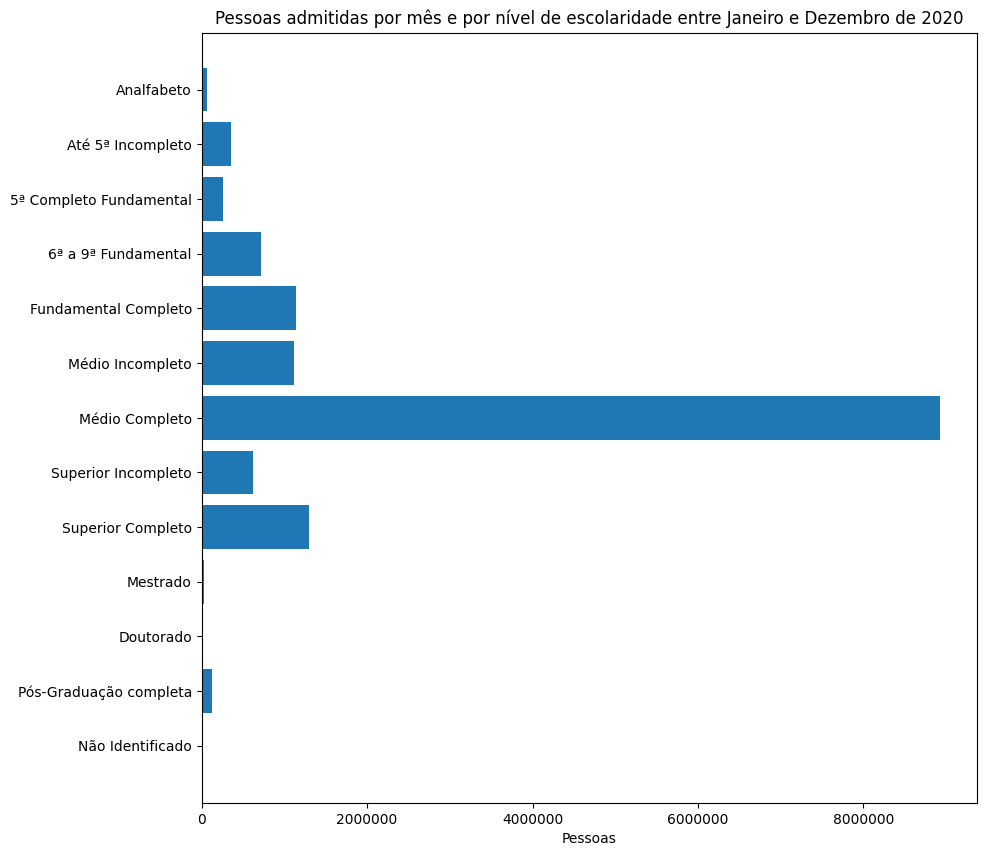 Pessoas admitidas por mês e por nível de escolaridade entre Janeiro e Dezembro de 2020
Analfabeto
Até 5ª Incompleto
5ª Completo Fundamental
6ª a 9ª Fundamental
Fundamental Completo
Médio Incompleto
Médio Completo
Superior Incompleto
Superior Completo
Mestrado
Doutorado
Pós-Graduação completa
Não Identificado
0 2000000 4000000 6000000 8000000
Pessoas